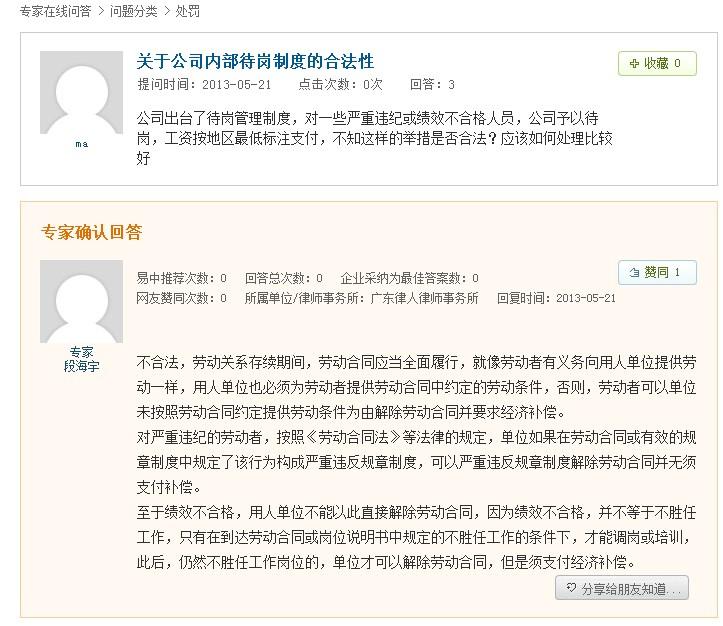 专家在线问答 > 问题分类 > 处罚
关于公司内部待岗制度的合法性
收藏 0
提问时间：2013-05-21 点击次数：0次 回答：3
公司出台了待岗管理制度，对一些严重违纪或绩效不合格人员，公司予以待
岗，工资按地区最低标注支付，不知这样的举措是否合法？应该如何处理比较
好
ma
专家确认回答
易中推荐次数：0 回答总次数：0 企业采纳为最佳答案数：0
赞同 1
网友赞同次数：0 所属单位/律师事务所：广东律人律师事务所 回复时间：2013-05-21
专家
段海宇
不合法，劳动关系存续期间，劳动合同应当全面履行，就像劳动者有义务向用人单位提供劳
动一样，用人单位也必须为劳动者提供劳动合同中约定的劳动条件，否则，劳动者可以单位
未按照劳动合同约定提供劳动条件为由解除劳动合同并要求经济补偿。
对严重违纪的劳动者，按照《劳动合同法》等法律的规定，单位如果在劳动合同或有效的规
章制度中规定了该行为构成严重违反规章制度，可以严重违反规章制度解除劳动合同并无须
支付补偿。
至于绩效不合格，用人单位不能以此直接解除劳动合同，因为绩效不合格，并不等于不胜任
工作，只有在到达劳动合同或岗位说明书中规定的不胜任工作的条件下，才能调岗或培训，
此后，仍然不胜任工作岗位的，单位才可以解除劳动合同，但是须支付经济补偿。
分享给朋友知道...